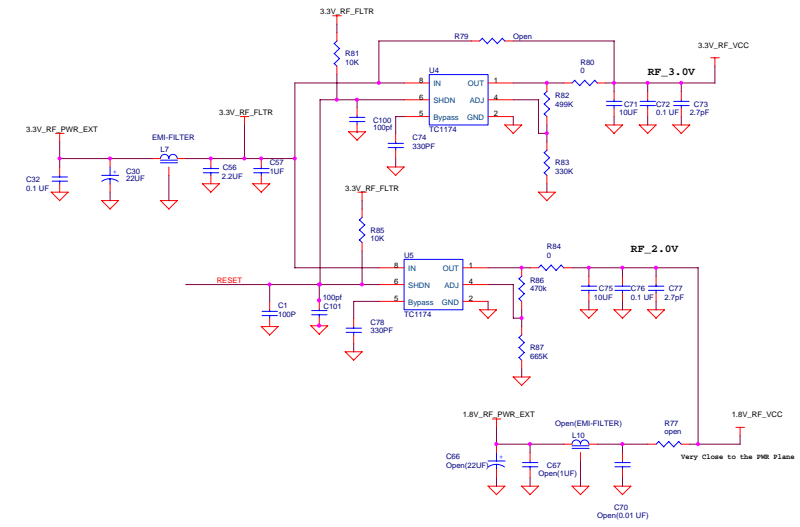 3.3V_RF_FLTR
R79
Open
R81
10K
R80
0
RF_3.0V
3.3V_RF_VCC
U4
8
IN
OUT
1
6
SHDN
ADJ
4
5
Bypass
GND
2
TC1174
R82
499K
C71
10UF
C72
0.1 UF
C73
2.7pF
C100
100pf
C74
330PF
R83
330K
3.3V_RF_FLTR
3.3V_RF_PWR_EXT
EMI-FILTER
L7
C32
0.1 UF
C30
22UF
C56
2.2UF
C57
1UF
3.3V_RF_FLTR
R85
10K
R84
0
RF_2.0V
U5
8
IN
OUT
1
6
SHDN
ADJ
4
5
Bypass
GND
2
TC1174
RESET
R86
470k
C75
10UF
C76
0.1 UF
C77
2.7pF
C1
100P
100pf
C101
C78
330PF
R87
665K
1.8V_RF_PWR_EXT
Open(EMI-FILTER)
L10
R77
open
1.8V_RF_VCC
Very Close to the PWR Plane
C66
Open(22UF)
C67
Open(1UF)
C70
Open(0.01 UF)